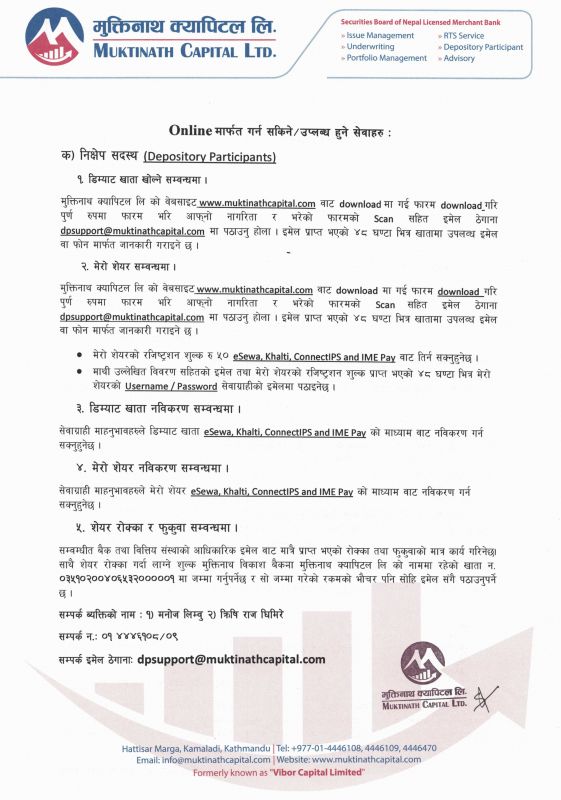 मुक्तिनाथ क्यापिटल लि.
MUKTINATH CAPITAL LTD.
Securities Board of Nepal Licensed Merchant Bank
» Issue Management » RTS Service
» Underwriting » Depository Participant
» Portfolio Management » Advisory
Online मार्फत गर्न सकिने/उपलब्ध हुने सेवाहरु :
क) निक्षेप सदस्य (Depository Participants)
१. डिम्याट खाता खोल्ने सम्बन्धमा ।
मुक्तिनाथ क्यापिटल लि को वेबसाइट www.muktinathcapital.com बाट download मा गई फारम download गरि
पुर्ण रुपमा फारम भरि आफ्नो नागरिता र भरेको फारमको Scan सहित इमेल ठेगाना
dpsupport@muktinathcapital.com मा पठाउनु होला । इमेल प्राप्त भएको ४८ घण्टा भित्र खातामा उपलब्ध इमेल
वा फोन मार्फत जानकारी गराइने छ ।
२. मेरो शेयर सम्बन्धमा ।
मुक्तिनाथ क्यापिटल लि को वेबसाइट www.muktinathcapital.com बाट download मा गई फारम download गरि
पुर्ण रुपमा फारम भरि आफ्नो नागरिता र भरेको फारमको Scan सहित इमेल ठेगाना
dpsupport@muktinathcapital.com मा पठाउनु होला । इमेल प्राप्त भएको ४८ घण्टा भित्र खातामा उपलब्ध इमेल
वा फोन मार्फत जानकारी गराइने छ ।
• मेरो शेयरको रजिष्ट्रशन शुल्क रु ५० eSewa, Khalti, ConnectIPS and IME Pay बाट तिर्न सक्नुहुनेछ ।
• माथी उल्लेखित विवरण सहितको इमेल तथा मेरो शेयरको रजिष्ट्रशन शुल्क प्राप्त भएको ४८ घण्टा भित्र मेरो
शेयरको Username / Password सेवाग्राहीको इमेलमा पठाइनेछ ।
३. डिम्याट खाता नविकरण सम्बन्धमा ।
सेवाग्राही माहनुभावहरुले डिम्याट खाता eSewa, Khalti, ConnectIPS and IME Pay को माध्यम बाट नविकरण गर्न
सक्नुहुनेछ ।
४. मेरो शेयर नविकरण सम्बन्धमा ।
सेवाग्राही माहनुभावहरुले मेरो शेयर eSewa, Khalti, ConnectIPS and IME Pay को माध्यम बाट नविकरण गर्न
सक्नुहुनेछ ।
५. शेयर रोक्का र फुकुवा सम्बन्धमा ।
सम्बम्धीत बैक तथा वित्तिय संस्थाको आधिकारिक इमेल बाट मात्रै प्राप्त भएको रोक्का तथा फुकुवाको मात्र कार्य गरिनेछ।
साथै शेयर रोक्का गर्दा लाग्ने शुल्क मुक्तिनाथ विकाश बैकमा मुक्तिनाथ क्यापिटल लि को नाममा रहेको खाता न.
०३५१०२००४०६५३२०००००१ मा जम्मा गर्नुपर्नेछ र सो जम्मा गरेको रकमको भौचर पनि सोहि इमेल संगै पठाउनुपर्ने
छ ।
सम्पर्क ब्यक्तिको नाम : १) मनोज लिम्बु २) ऋिषि राज घिमिरे
सम्पर्क न.: ०१ ४४४६१०८/०९
सम्पर्क इमेल ठेगाना: dpsupport@muktinathcapital.com
मुक्तिनाथ क्यापिटल लि.
MUKTINATH CAPITAL LTD.
Hattisar Marga, Kamaladi, Kathmandu | Tel: +977-01-4446108, 4446109, 4446470
Email: info@muktinathcapital.com | Website: www.muktinathcapital.com
Formerly known as "Vibor Capital Limited"